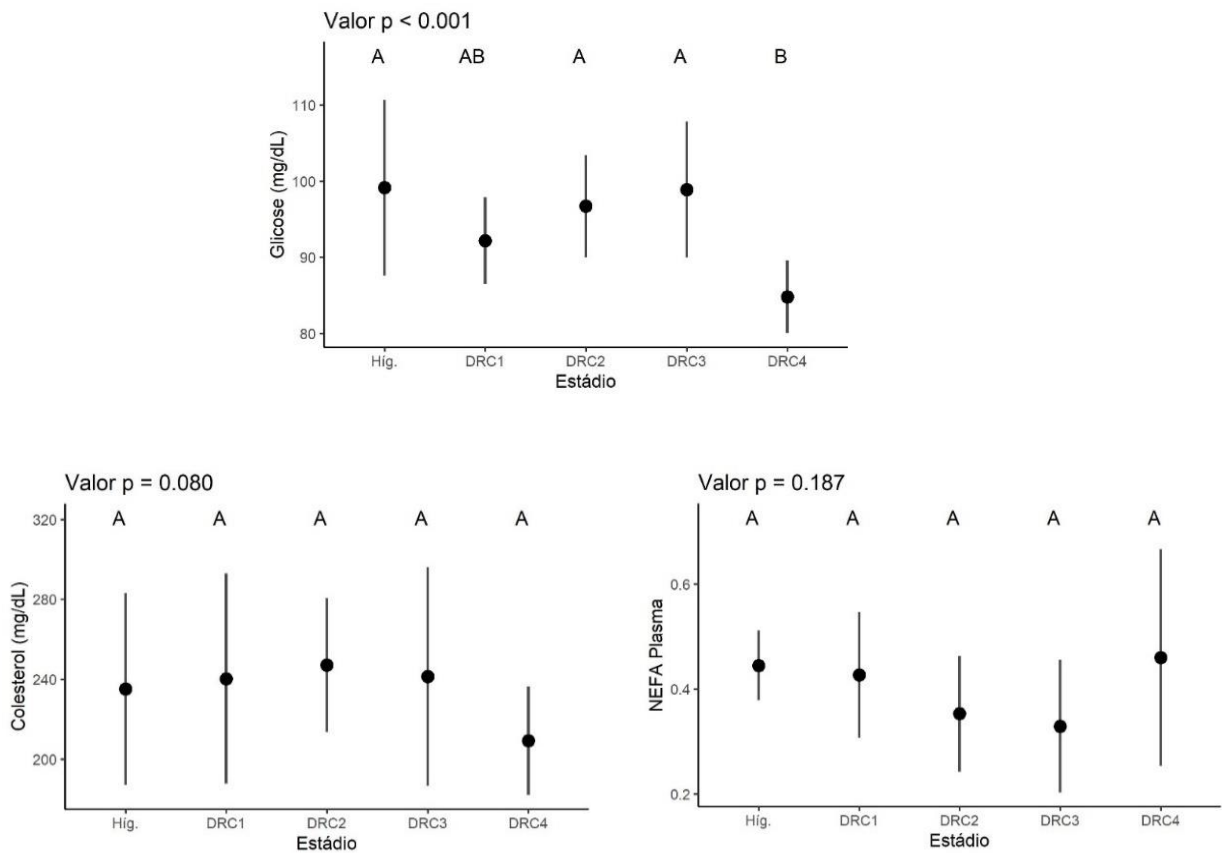 Valor p < 0.001
A AB A A B
Glicose (mg/dL)
110
100
90
80
Híg. DRC1 DRC2 DRC3 DRC4
Estádio
Valor p = 0.080
A A A A A
Colesterol (mg/dL)
320
280
240
200
Híg. DRC1 DRC2 DRC3 DRC4
Estádio
Valor p = 0.187
A A A A A
NEFA Plasma
0.6
0.4
0.2
Híg. DRC1 DRC2 DRC3 DRC4
Estádio